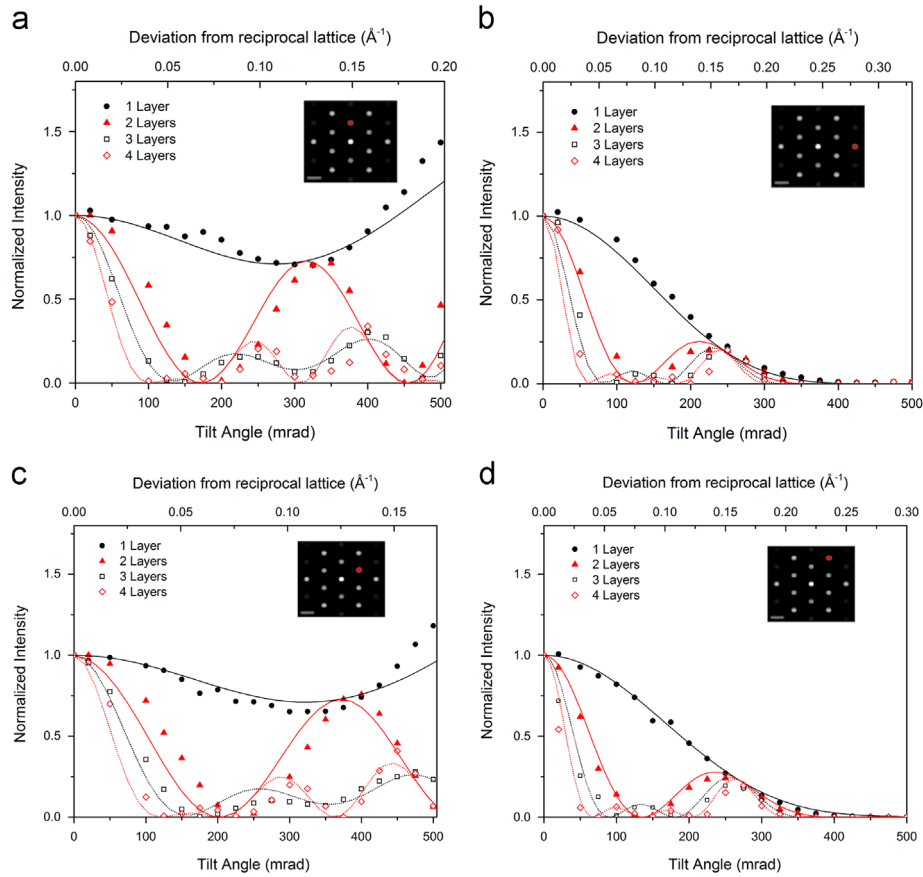 a
Deviation from reciprocal lattice (Å⁻¹)
0.00 0.05 0.10 0.15 0.20
1 Layer
2 Layers
3 Layers
4 Layers
Normalized Intensity
1.5
1.0
0.5
0.0
0 100 200 300 400 500
Tilt Angle (mrad)
b
Deviation from reciprocal lattice (Å⁻¹)
0.00 0.05 0.10 0.15 0.20 0.25 0.30
1 Layer
2 Layers
3 Layers
4 Layers
Normalized Intensity
1.5
1.0
0.5
0.0
0 100 200 300 400 500
Tilt Angle (mrad)
c
Deviation from reciprocal lattice (Å⁻¹)
0.00 0.05 0.10 0.15
1 Layer
2 Layers
3 Layers
4 Layers
Normalized Intensity
1.5
1.0
0.5
0.0
0 100 200 300 400 500
Tilt Angle (mrad)
d
Deviation from reciprocal lattice (Å⁻¹)
0.00 0.05 0.10 0.15 0.20 0.25 0.30
1 Layer
2 Layers
3 Layers
4 Layers
Normalized Intensity
1.5
1.0
0.5
0.0
0 100 200 300 400 500
Tilt Angle (mrad)